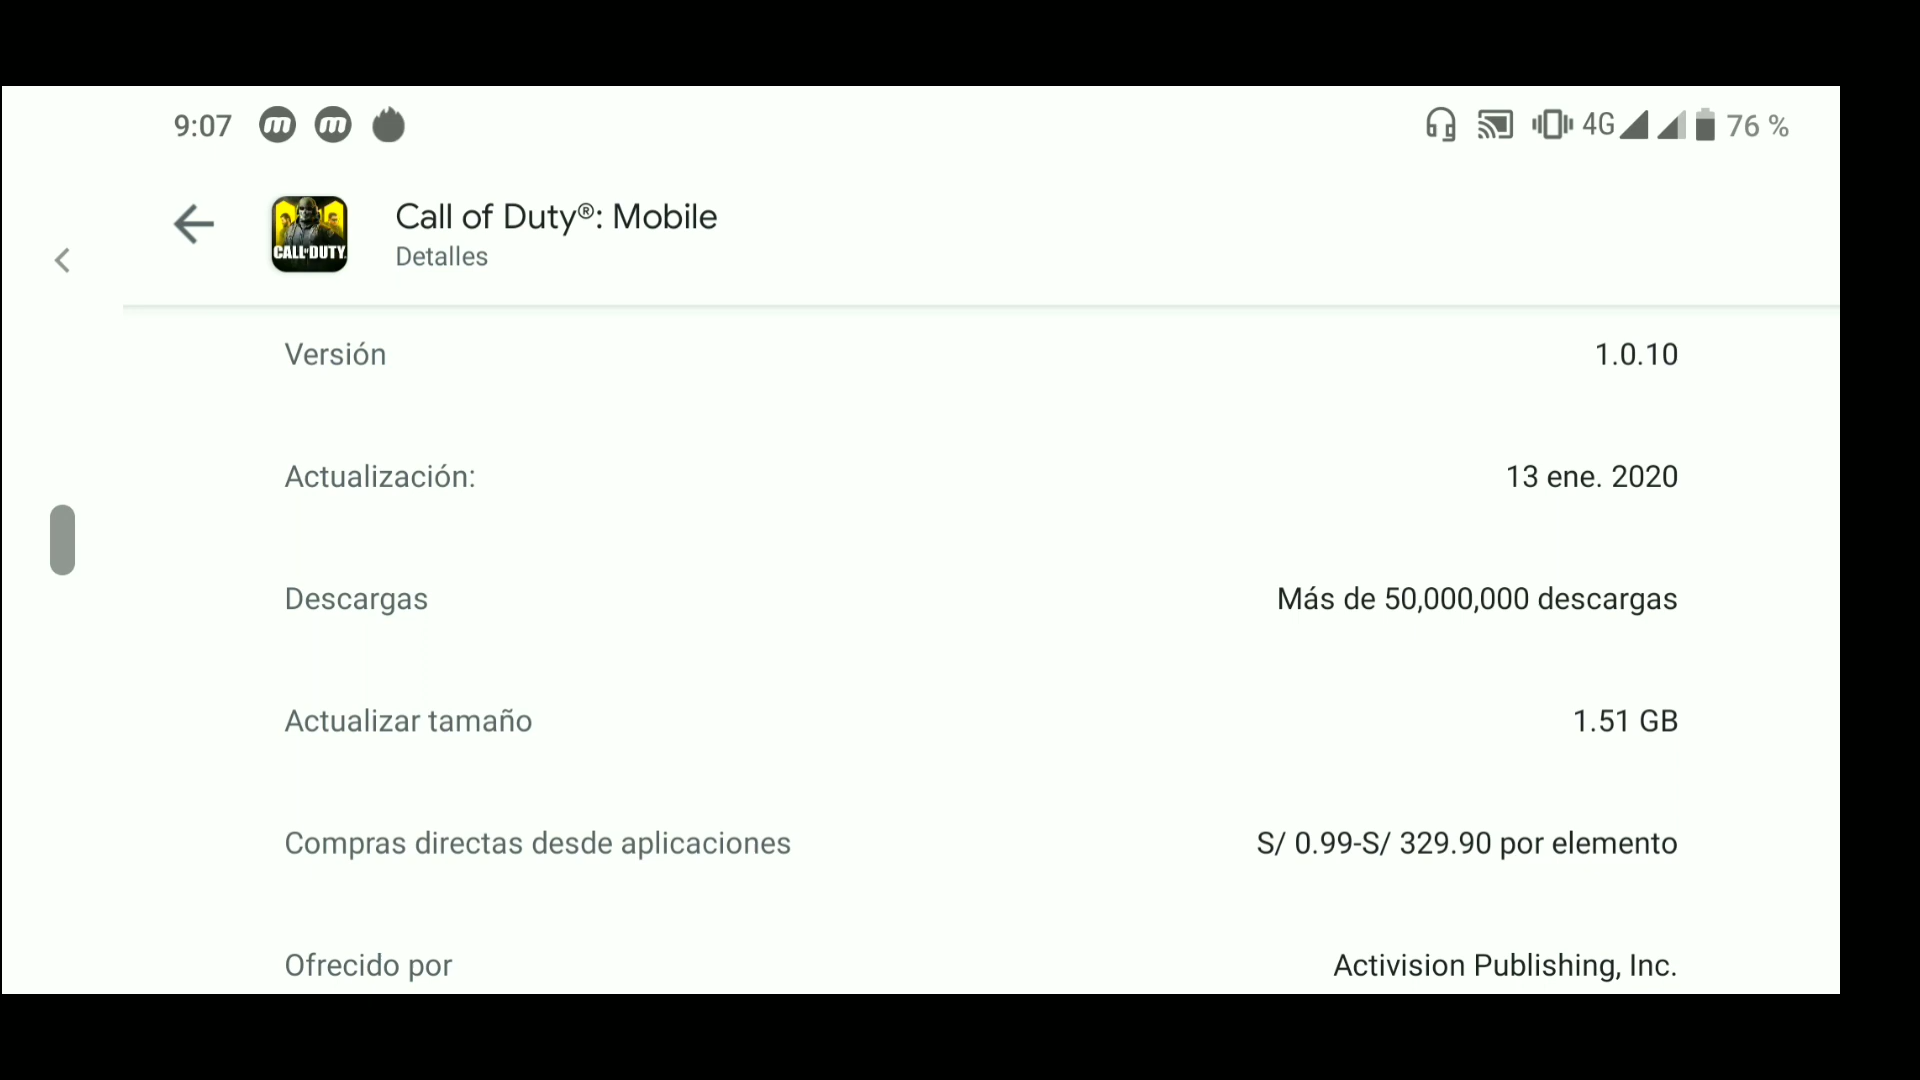 9:07 4G 76 %
Call of Duty®: Mobile
CALL OF DUTY
Detalles
Versión 1.0.10
Actualización: 13 ene. 2020
Descargas Más de 50,000,000 descargas
Actualizar tamaño 1.51 GB
Compras directas desde aplicaciones S/ 0.99-S/ 329.90 por elemento
Ofrecido por Activision Publishing, Inc.